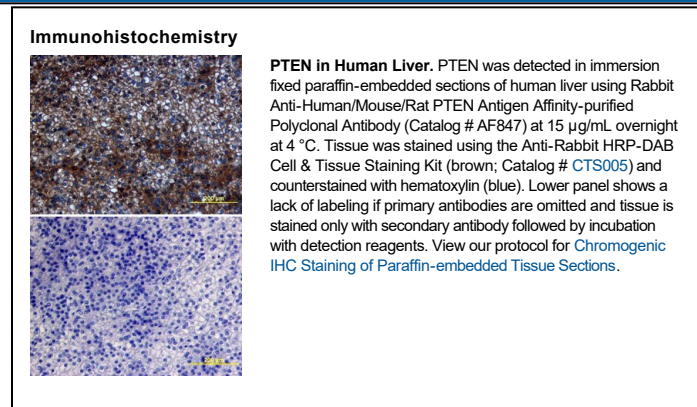 Immunohistochemistry
PTEN in Human Liver. PTEN was detected in immersion
fixed paraffin-embedded sections of human liver using Rabbit
Anti-Human/Mouse/Rat PTEN Antigen Affinity-purified
Polyclonal Antibody (Catalog # AF847) at 15 µg/mL overnight
at 4 °C. Tissue was stained using the Anti-Rabbit HRP-DAB
Cell & Tissue Staining Kit (brown; Catalog # CTS005) and
counterstained with hematoxylin (blue). Lower panel shows a
lack of labeling if primary antibodies are omitted and tissue is
stained only with secondary antibody followed by incubation
with detection reagents. View our protocol for Chromogenic
IHC Staining of Paraffin-embedded Tissue Sections.